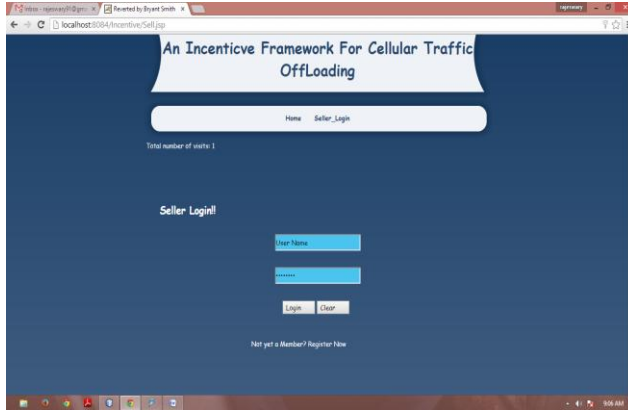 Reverted by Bryant Smith
localhost:8084/Incentive/Sell.jsp
An Incenticve Framework For Cellular Traffic
OffLoading
Home Seller_Login
Total number of visits: 1
Seller Login!!
User Name
••••••••
Login Clear
Not yet a Member? Register Now
9:06 AM